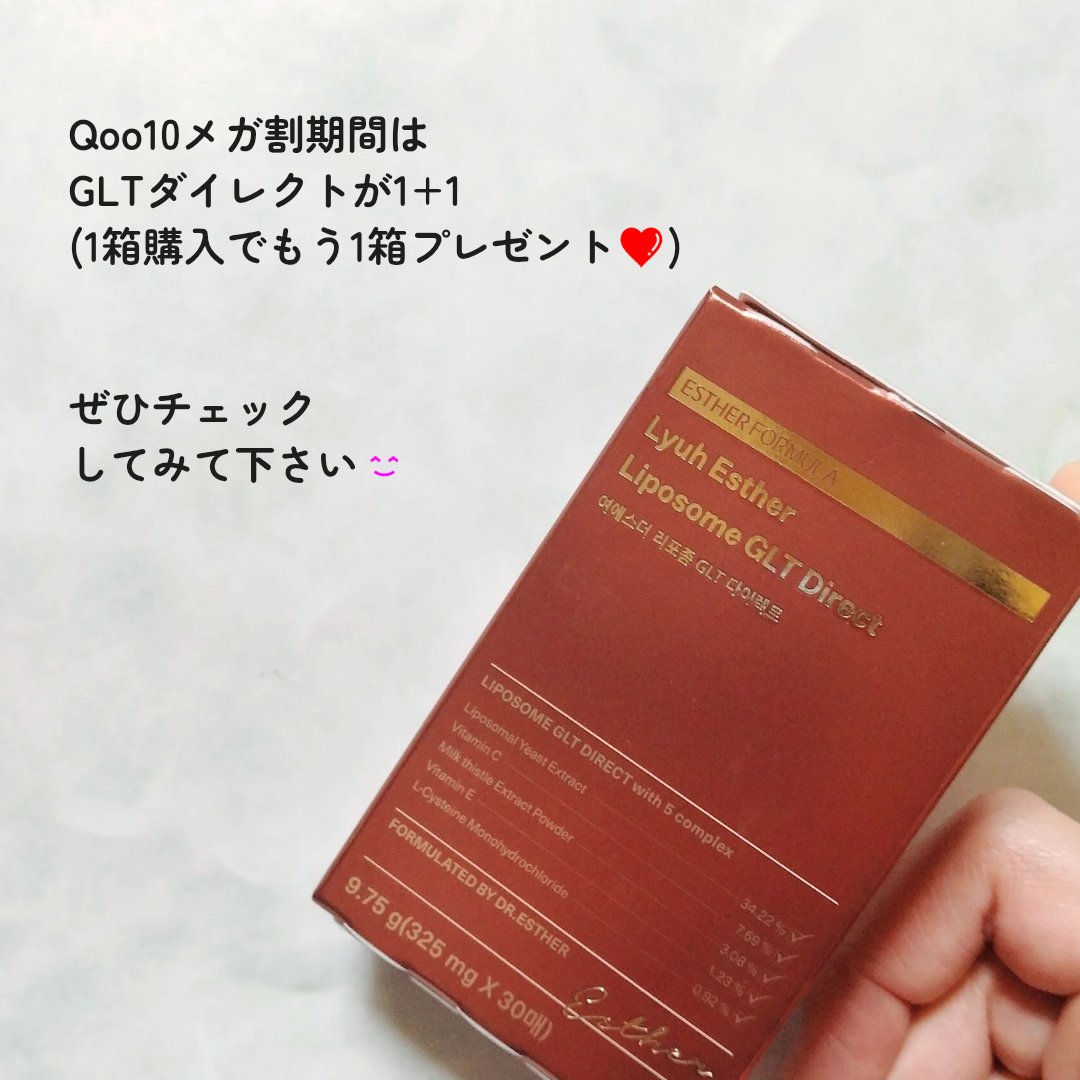 Qoo10メガ割期間は
GLTダイレクトが1+1
(1箱購入でもう1箱プレゼント❤)
ぜひチェック
してみて下さい
ESTHER FORMULA
Lyuh Esther
Liposome GLT Direct
여에스더 리포좀 GLT 다이렉트
LIPOSOME GLT DIRECT with 5 complex
Liposomal Yeast Extract 34.22 % ✓
Vitamin C 7.69 % ✓
Milk thistle Extract Powder 3.08 % ✓
Vitamin E 1.23 % ✓
L-Cysteine Monohydrochloride 0.92 % ✓
FORMULATED BY DR.ESTHER
9.75 g(325 mg X 30매)
Esther